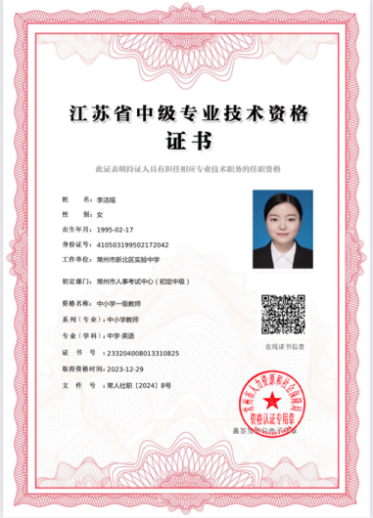 江苏省中级专业技术资格
证书
此证表明持证人具有担任相应专业技术职务的任职资格
姓 名：李洁瑶
性 别：女
出生年月：1995-02-17
身份证号：410503199502172042
工作单位：常州市新北区实验中学
初定部门：常州市人事考试中心（初定中级）
资格名称：中小学一级教师
系列（专业）：中小学教师
专业（学科）：中学-英语
证 书 号：233204008013310825
取得资格时间：2023-12-29
文 件 号：常人社职〔2024〕8号
在线证书信息
常州市人力资源和社会保障局
资格认证专用章